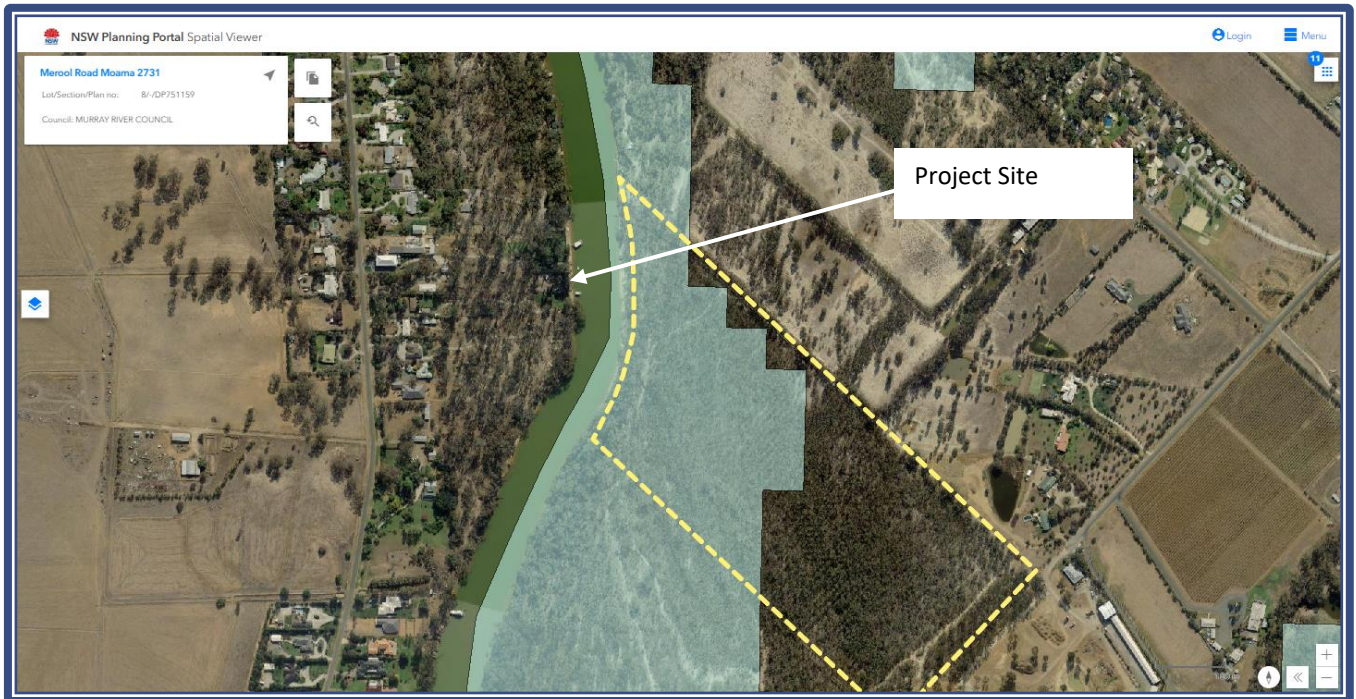 NSW Planning Portal Spatial Viewer
Login
Menu
Merool Road Moama 2731
Lot/Section/Plan no: 8/-/DP751159
Council: MURRAY RIVER COUNCIL
11
Project Site
NSW